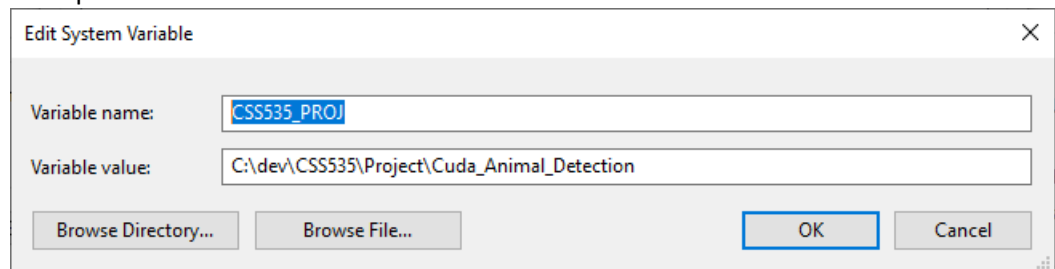 Edit System Variable
Variable name: CSS535_PROJ
Variable value: C:\dev\CSS535\Project\Cuda_Animal_Detection
Browse Directory... Browse File... OK Cancel